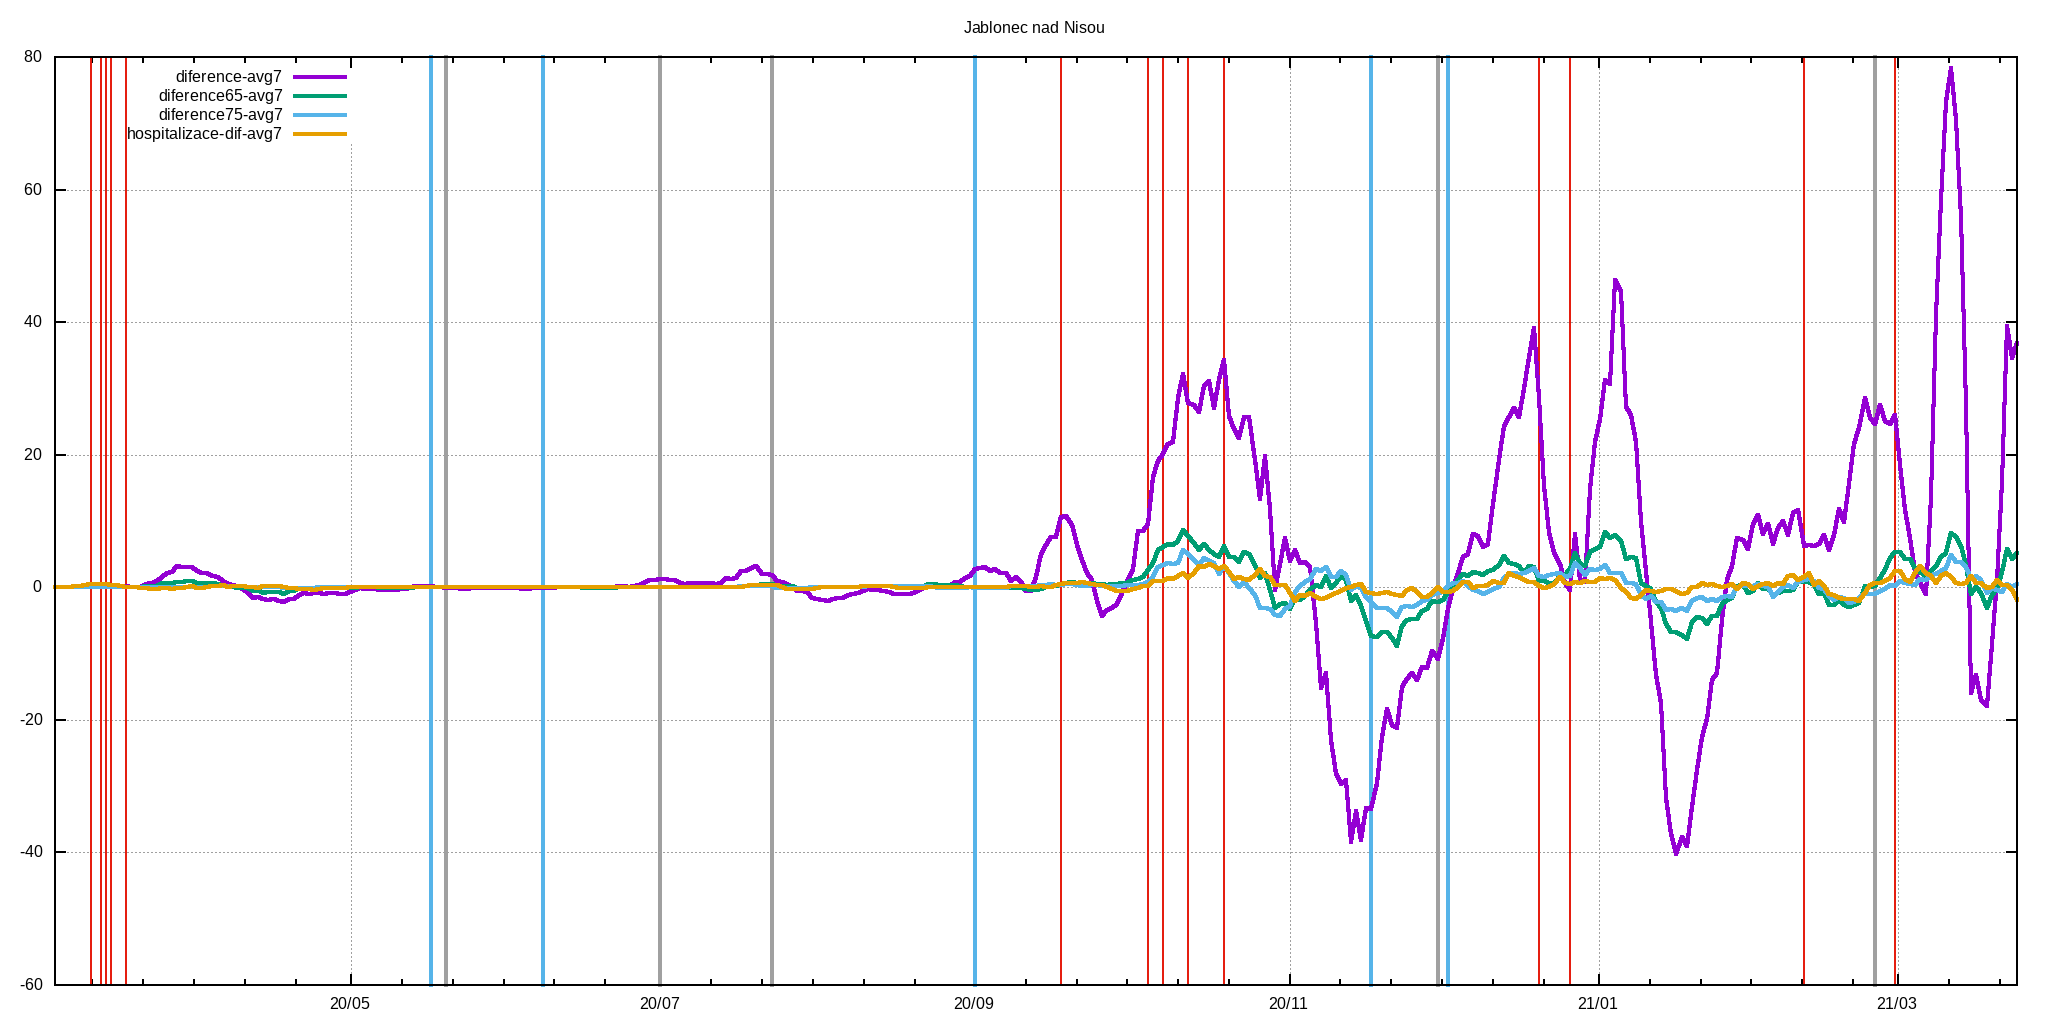 Jablonec nad Nisou
80
60
40
20
0
-20
-40
-60
diference-avg7
diference65-avg7
diference75-avg7
hospitalizace-dif-avg7
20/05
20/07
20/09
20/11
21/01
21/03